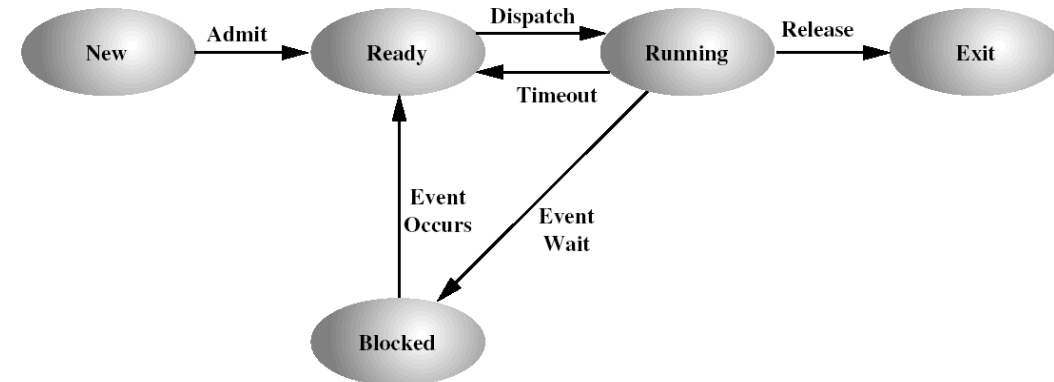 Dispatch
Admit
Release
New
Ready
Running
Exit
Timeout
Event
Occurs
Event
Wait
Blocked